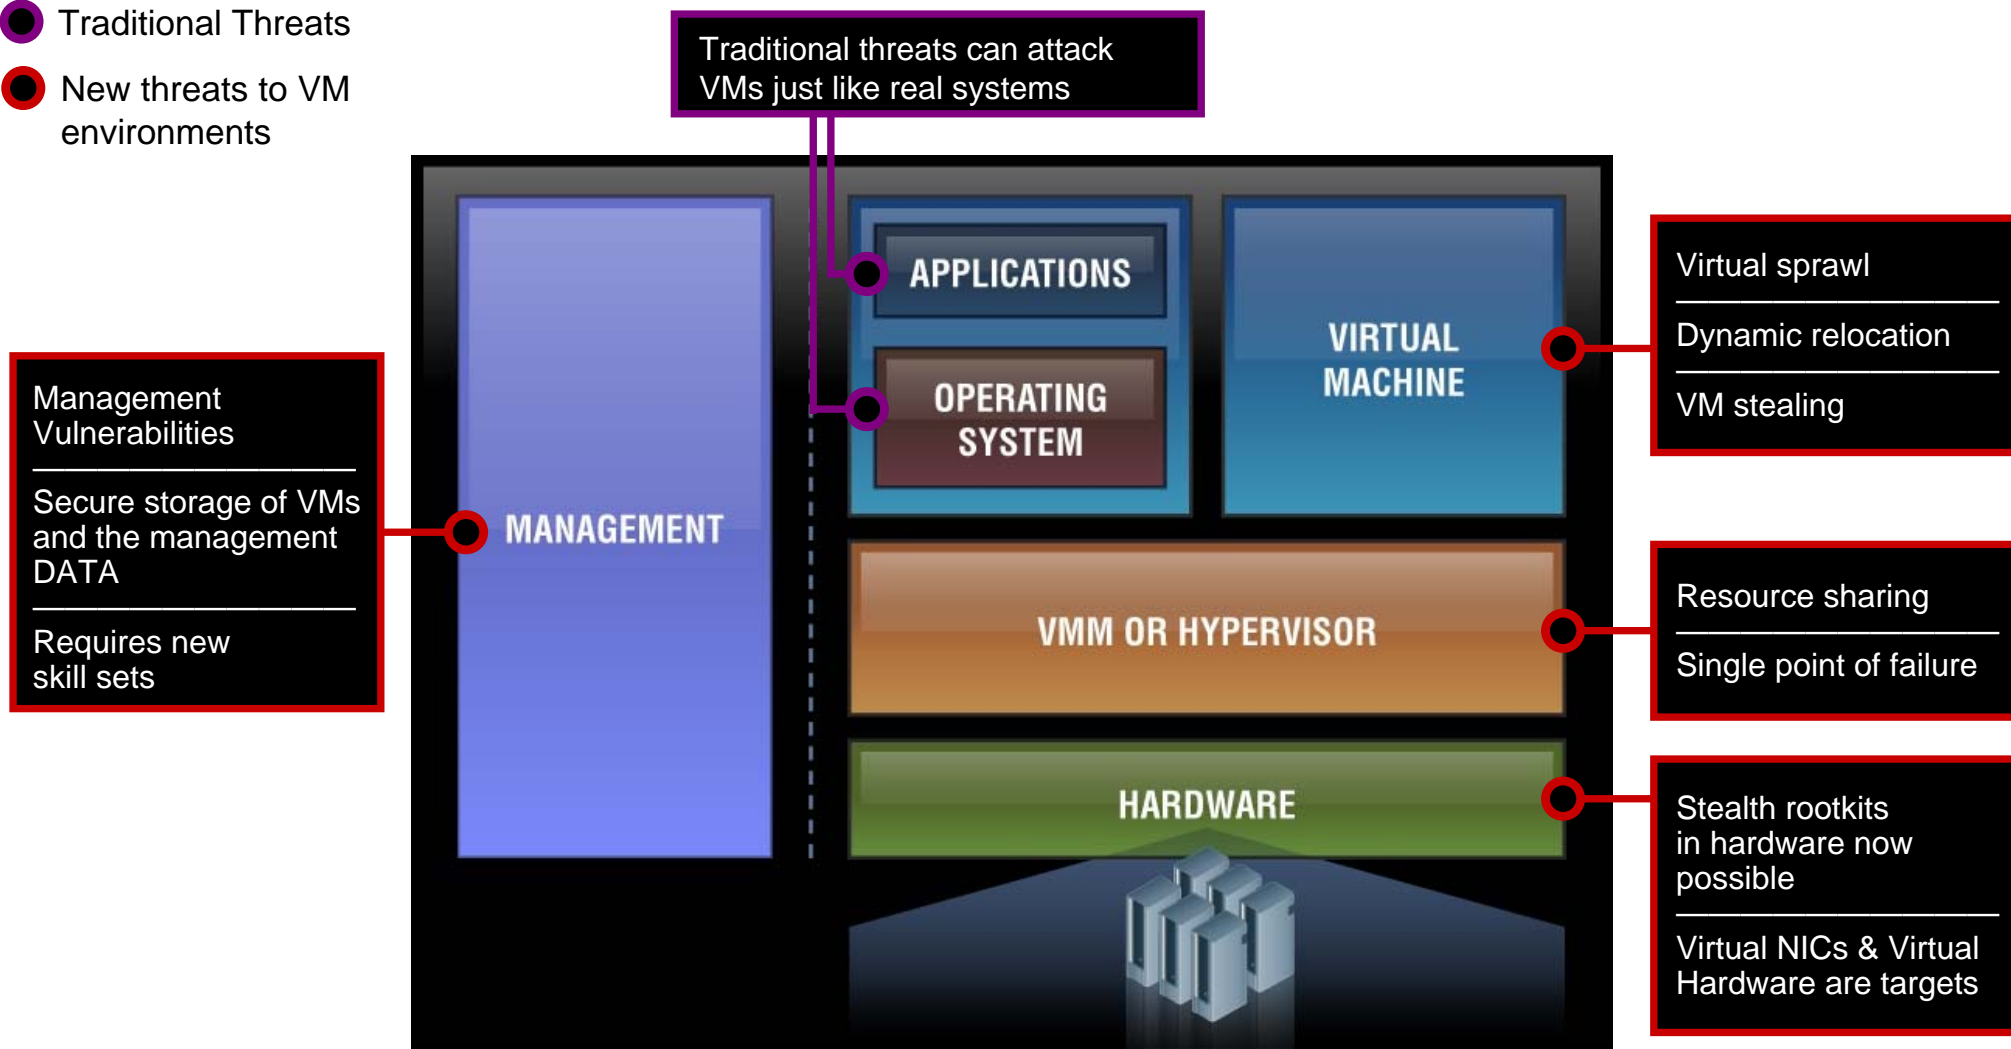 Traditional Threats
New threats to VM
environments
Traditional threats can attack
VMs just like real systems
Management
Vulnerabilities
Secure storage of VMs
and the management
DATA
Requires new
skill sets
MANAGEMENT
APPLICATIONS
OPERATING
SYSTEM
VIRTUAL
MACHINE
VMM OR HYPERVISOR
HARDWARE
Virtual sprawl
Dynamic relocation
VM stealing
Resource sharing
Single point of failure
Stealth rootkits
in hardware now
possible
Virtual NICs & Virtual
Hardware are targets